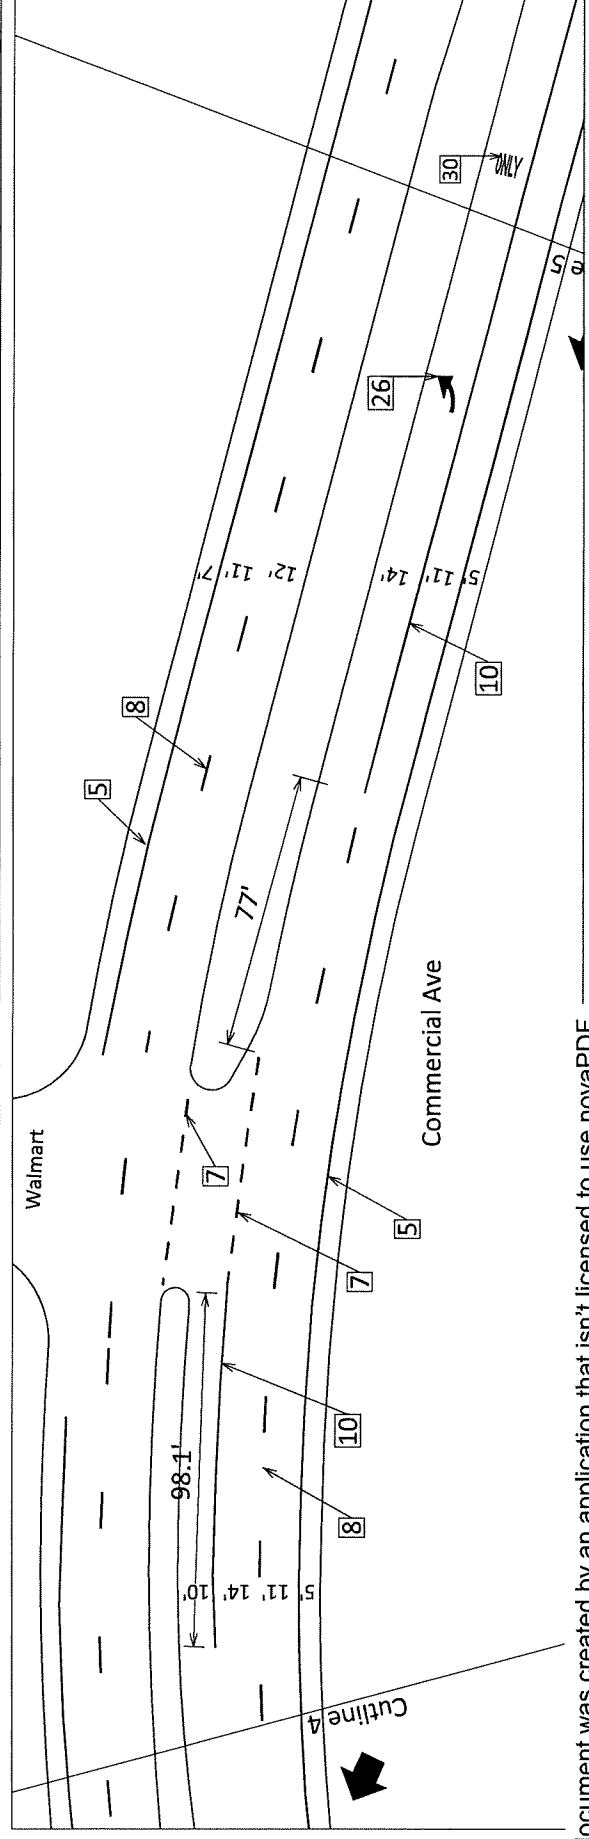 30
ONLY
e 5
26
7' 11' 12' 14' 11' 5'
10
8
5
77'
Commercial Ave
Walmart
7
5
7
98.1'
10
8
10' 14' 11' 5'
Cutline 4
ocument was created by an application that isn't licensed to use novaPDF